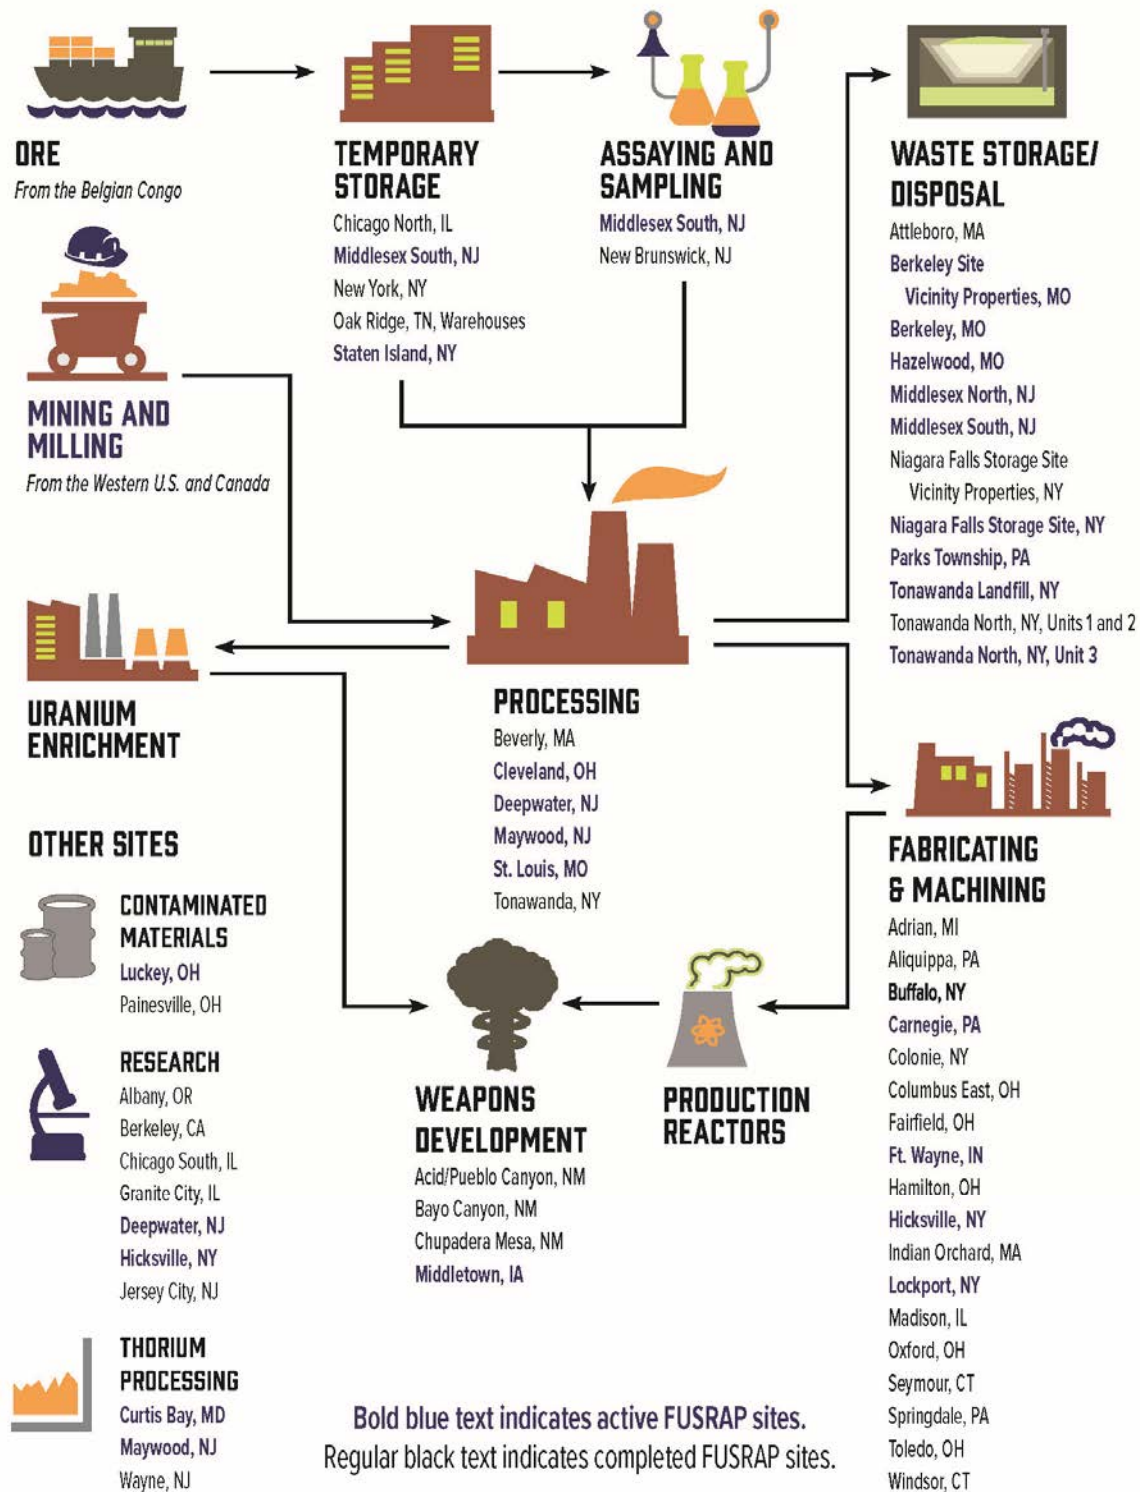 ORE
From the Belgian Congo
TEMPORARY
STORAGE
Chicago North, IL
Middlesex South, NJ
New York, NY
Oak Ridge, TN, Warehouses
Staten Island, NY
ASSAYING AND
SAMPLING
Middlesex South, NJ
New Brunswick, NJ
WASTE STORAGE/
DISPOSAL
Attleboro, MA
Berkeley Site
Vicinity Properties, MO
Berkeley, MO
Hazelwood, MO
Middlesex North, NJ
Middlesex South, NJ
Niagara Falls Storage Site
Vicinity Properties, NY
Niagara Falls Storage Site, NY
Parks Township, PA
Tonawanda Landfill, NY
Tonawanda North, NY, Units 1 and 2
Tonawanda North, NY, Unit 3
MINING AND
MILLING
From the Western U.S. and Canada
PROCESSING
Beverly, MA
Cleveland, OH
Deepwater, NJ
Maywood, NJ
St. Louis, MO
Tonawanda, NY
URANIUM
ENRICHMENT
FABRICATING
& MACHINING
Adrian, MI
Aliquippa, PA
Buffalo, NY
Carnegie, PA
Colonie, NY
Columbus East, OH
Fairfield, OH
Ft. Wayne, IN
Hamilton, OH
Hicksville, NY
Indian Orchard, MA
Lockport, NY
Madison, IL
Oxford, OH
Seymour, CT
Springdale, PA
Toledo, OH
Windsor, CT
PRODUCTION
REACTORS
WEAPONS
DEVELOPMENT
Acid/Pueblo Canyon, NM
Bayo Canyon, NM
Chupadera Mesa, NM
Middletown, IA
OTHER SITES
CONTAMINATED
MATERIALS
Luckey, OH
Painesville, OH
RESEARCH
Albany, OR
Berkeley, CA
Chicago South, IL
Granite City, IL
Deepwater, NJ
Hicksville, NY
Jersey City, NJ
THORIUM
PROCESSING
Curtis Bay, MD
Maywood, NJ
Wayne, NJ
Bold blue text indicates active FUSRAP sites.
Regular black text indicates completed FUSRAP sites.